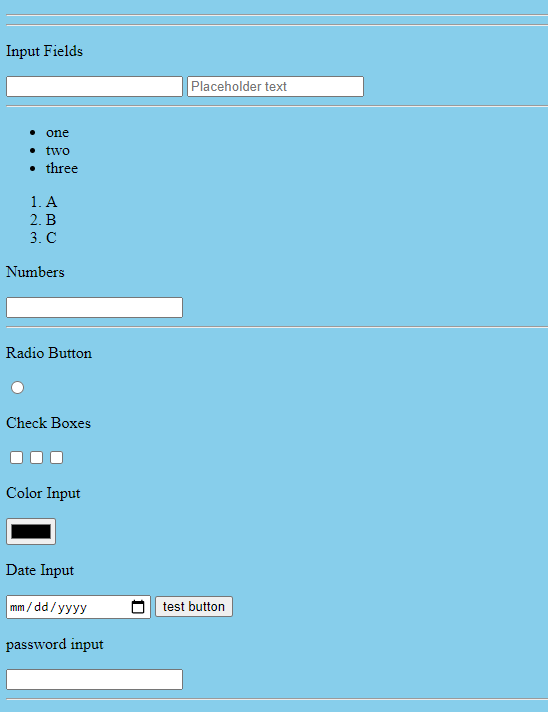 Input Fields
Placeholder text
one
two
three
1. A
2. B
3. C
Numbers
Radio Button
Check Boxes
Color Input
Date Input
mm/dd/yyyy test button
password input